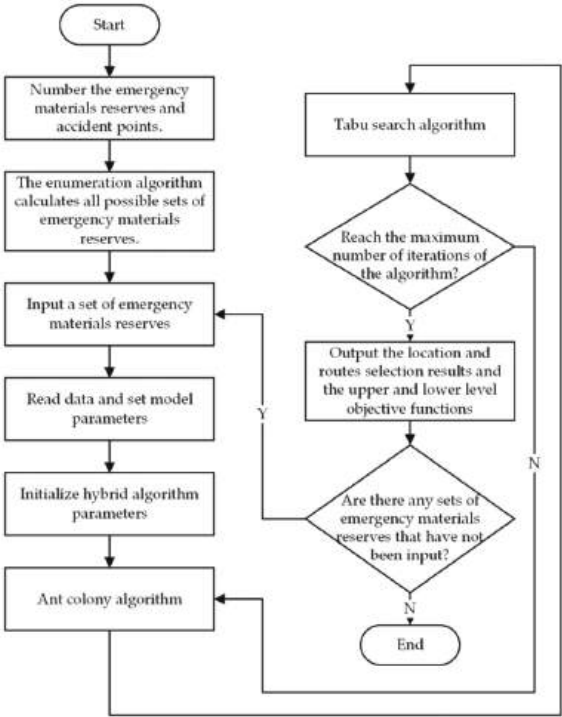 Start
Number the emergency
materials reserves and
accident points.
The enumeration algorithm
calculates all possible sets of
emergency materials
reserves.
Input a set of emergency
materials reserves
Read data and set model
parameters
Initialize hybrid algorithm
parameters
Ant colony algorithm
Tabu search algorithm
Reach the maximum
number of iterations of
the algorithm?
Y
Output the location and
routes selection results and
the upper and lower level
objective functions
Y
N
Are there any sets of
emergency materials
reserves that have not
been input?
N
End